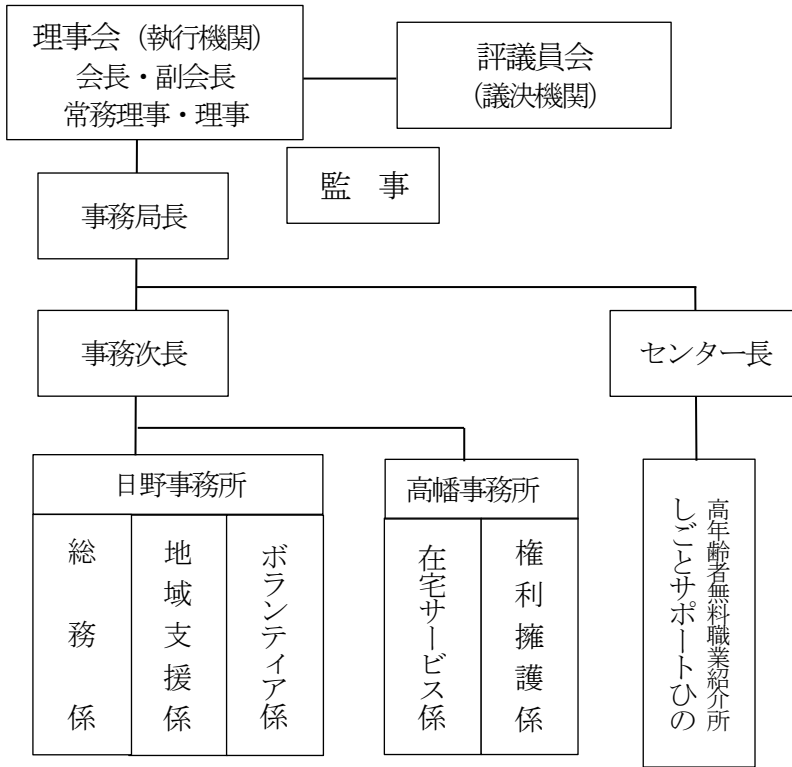 理事会（執行機関）
会長・副会長
常務理事・理事
評議員会
（議決機関）
監　事
事務局長
事務次長
センター長
日野事務所
総務係
地域支援係
ボランティア係
高幡事務所
在宅サービス係
権利擁護係
高年齢者無料職業紹介所
しごとサポートひの